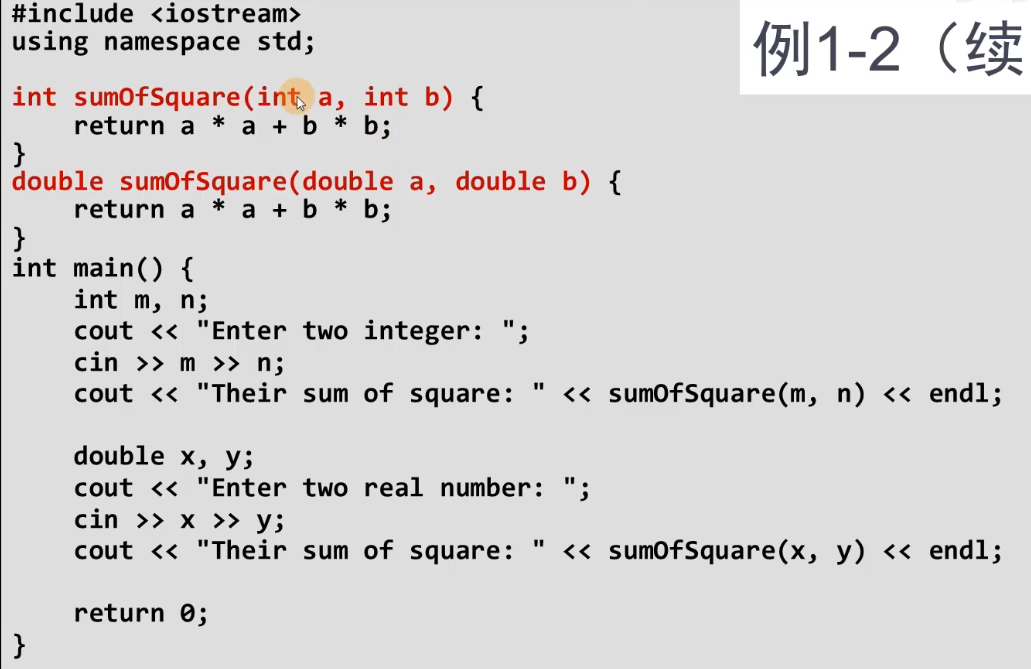 #include <iostream>
using namespace std;
例1-2（续
int sumOfSquare(int a, int b) {
    return a * a + b * b;
}
double sumOfSquare(double a, double b) {
    return a * a + b * b;
}
int main() {
    int m, n;
    cout << "Enter two integer: ";
    cin >> m >> n;
    cout << "Their sum of square: " << sumOfSquare(m, n) << endl;
    double x, y;
    cout << "Enter two real number: ";
    cin >> x >> y;
    cout << "Their sum of square: " << sumOfSquare(x, y) << endl;
    return 0;
}